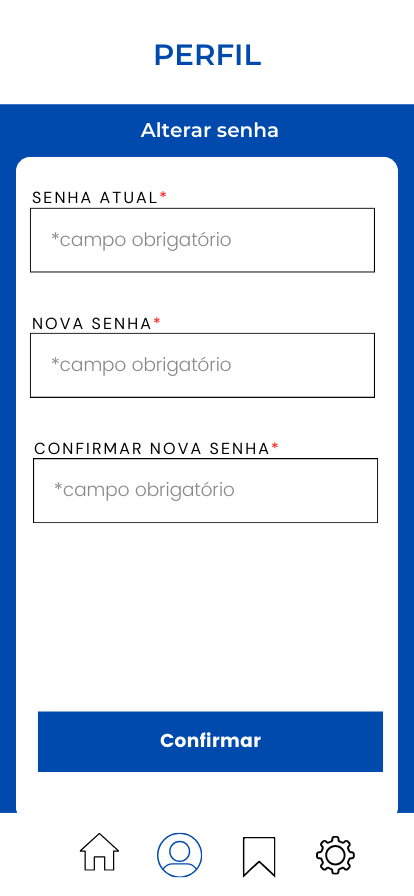 PERFIL
Alterar senha
SENHA ATUAL*
*campo obrigatório
NOVA SENHA*
*campo obrigatório
CONFIRMAR NOVA SENHA*
*campo obrigatório
Confirmar